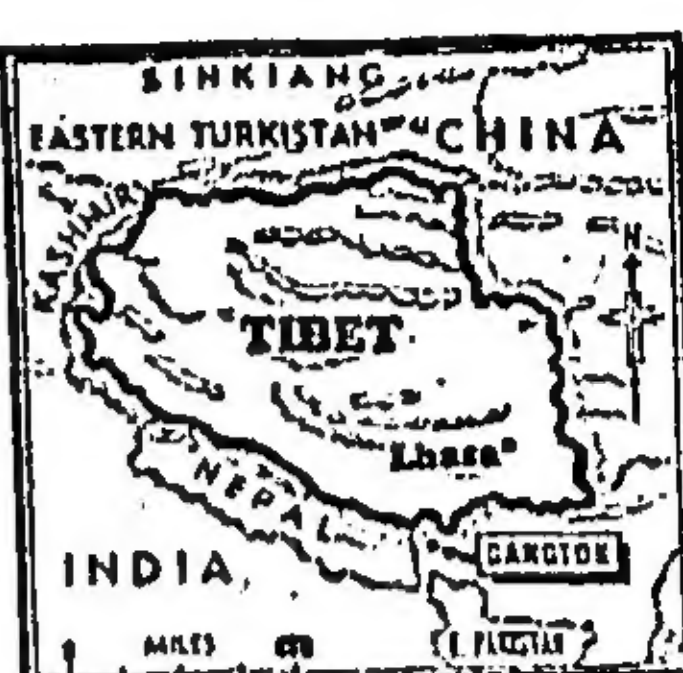 SINKIANG
EASTERN TURKISTAN
CHINA
KASHMIR
N
TIBET
Lhasa
NEPAL
GANGTOK
INDIA
MILES
E. PAKISTAN